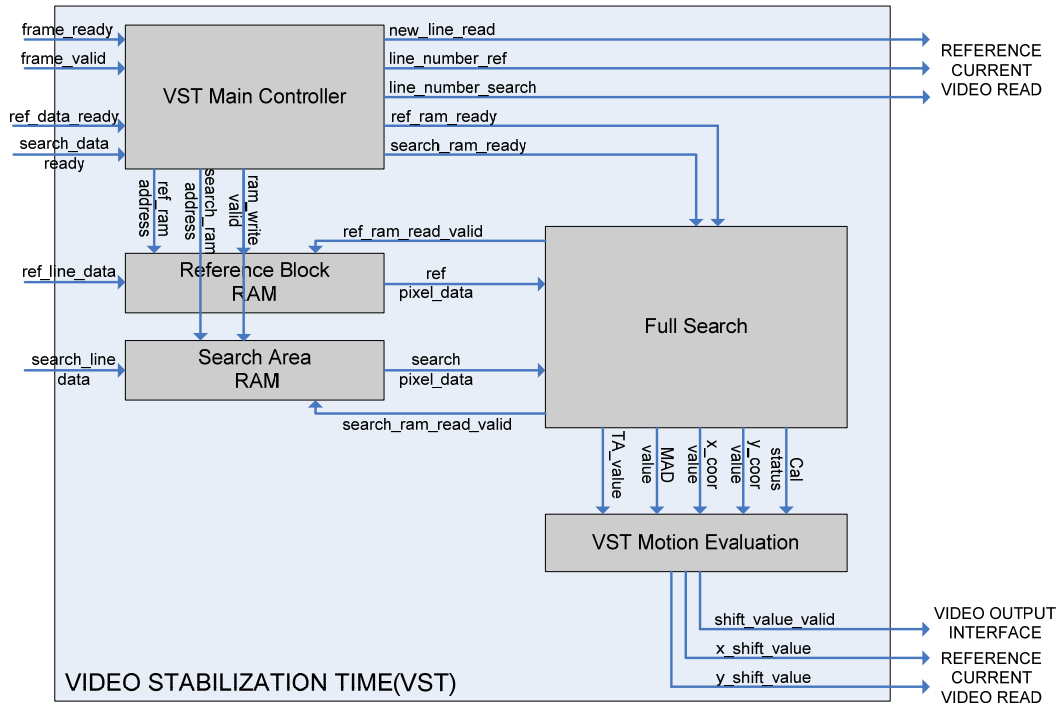 frame_ready
frame_valid
ref_data_ready
search_data
ready
VST Main Controller
new_line_read
line_number_ref
line_number_search
ref_ram_ready
search_ram_ready
REFERENCE
CURRENT
VIDEO READ
ref_ram
address
search_ram
address
ram_write
valid
ref_ram_read_valid
ref_line_data
Reference Block
RAM
ref
pixel_data
Full Search
search_line
data
Search Area
RAM
search
pixel_data
search_ram_read_valid
TA_value
MAD
value
x_coor
value
y_coor
value
Cal
status
VST Motion Evaluation
shift_value_valid
x_shift_value
y_shift_value
VIDEO OUTPUT
INTERFACE
REFERENCE
CURRENT
VIDEO READ
VIDEO STABILIZATION TIME(VST)